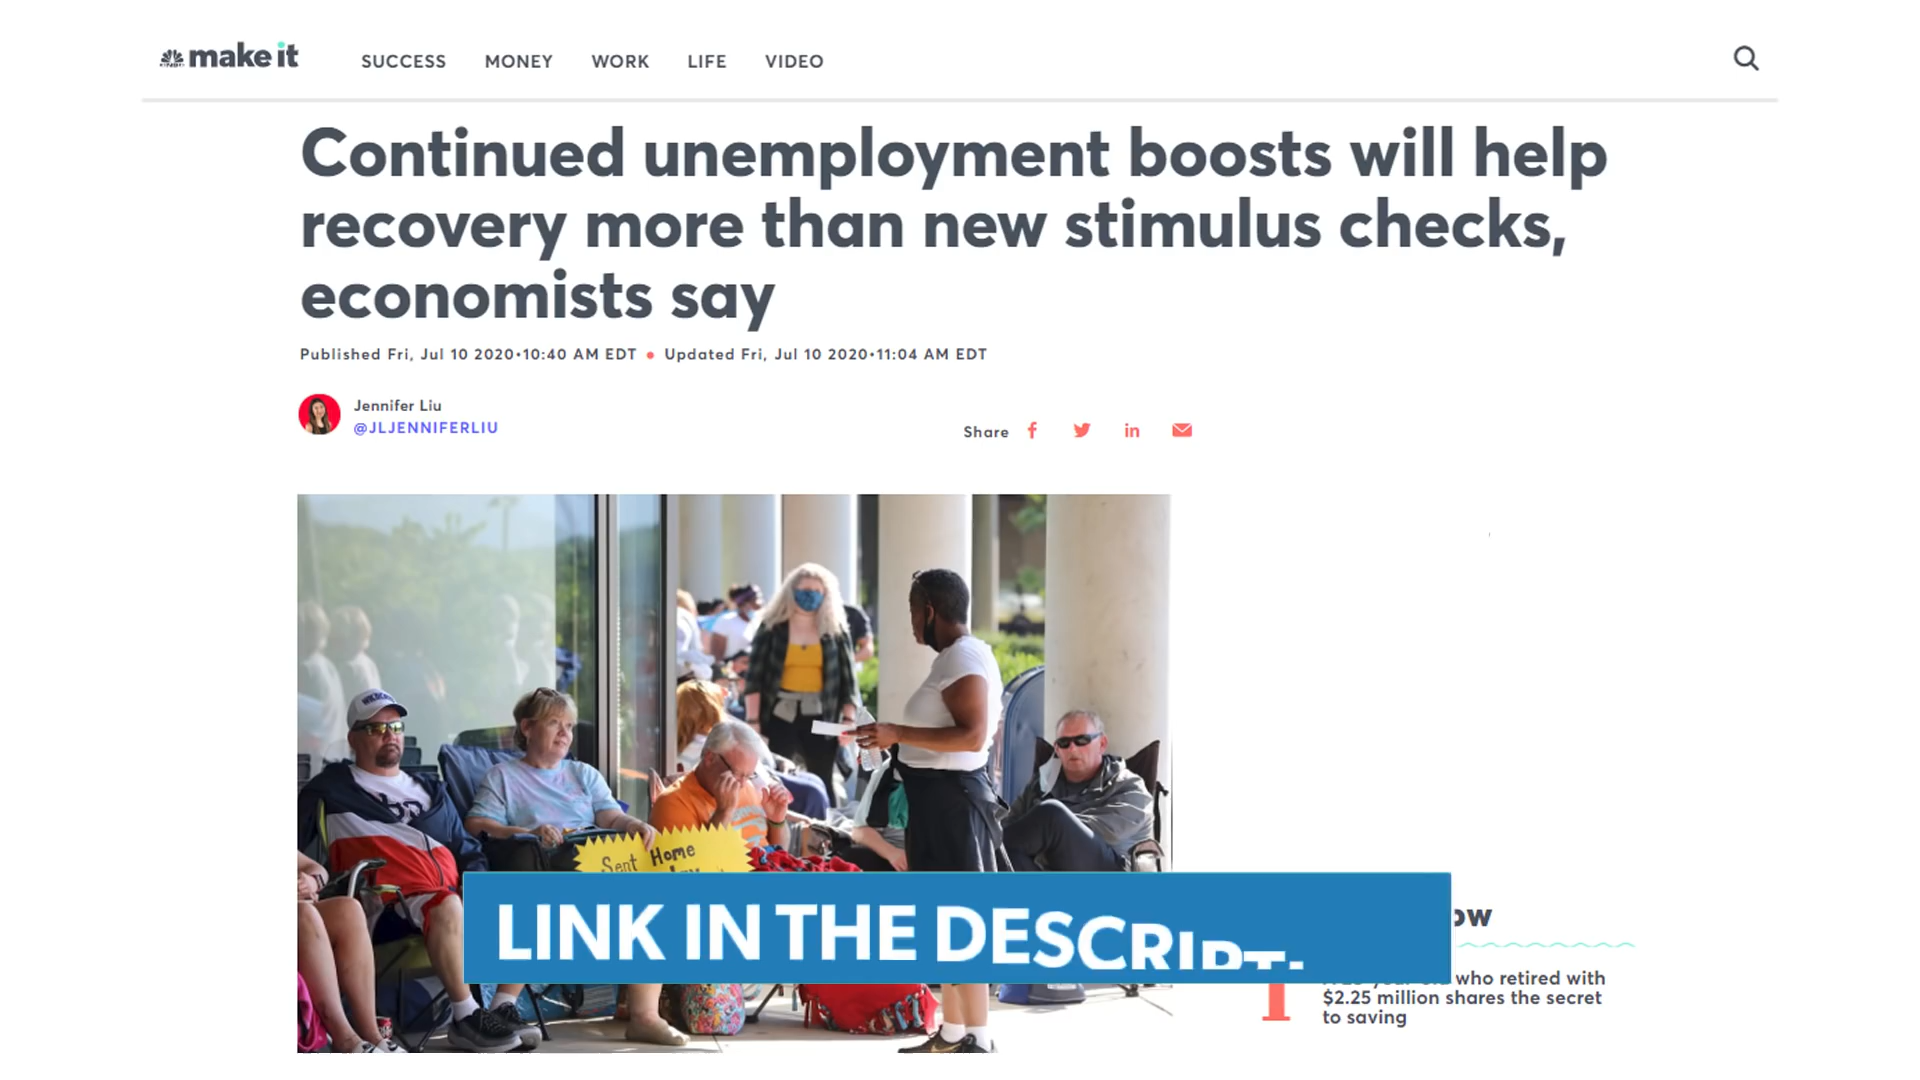 make it
SUCCESS MONEY WORK LIFE VIDEO
Continued unemployment boosts will help
recovery more than new stimulus checks,
economists say
Published Fri, Jul 10 2020•10:40 AM EDT • Updated Fri, Jul 10 2020•11:04 AM EDT
Jennifer Liu
@JLJENNIFERLIU
Share
Sent Home
LINK IN THE
who retired with
$2.25 million shares the secret
to saving
1